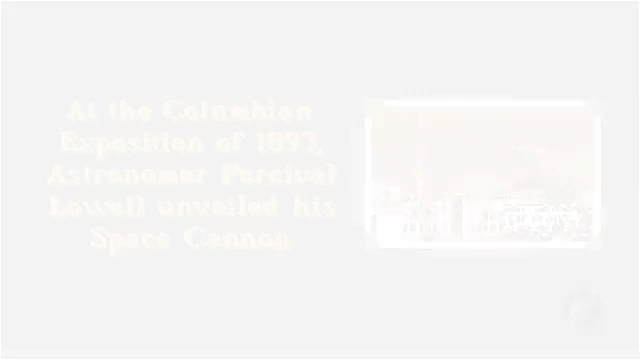 At the Columbian
Exposition of 1893,
Astronomer Percival
Lowell unveiled his
Space Cannon